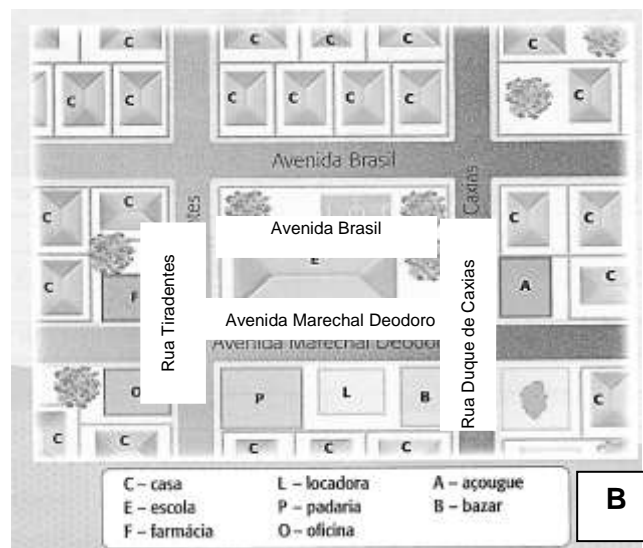 C C C C C
C C C C C C C C
Avenida Brasil
C C C C
ntes
Caxias
Avenida Brasil
E
C C
F
A
Rua Tiradentes
Avenida Marechal Deodoro
Rua Duque de Caxias
Avenida Marechal Deodoro
O P L B C
C C C C C
C – casa
E – escola
F – farmácia
L – locadora
P – padaria
O – oficina
A – açougue
B – bazar
B